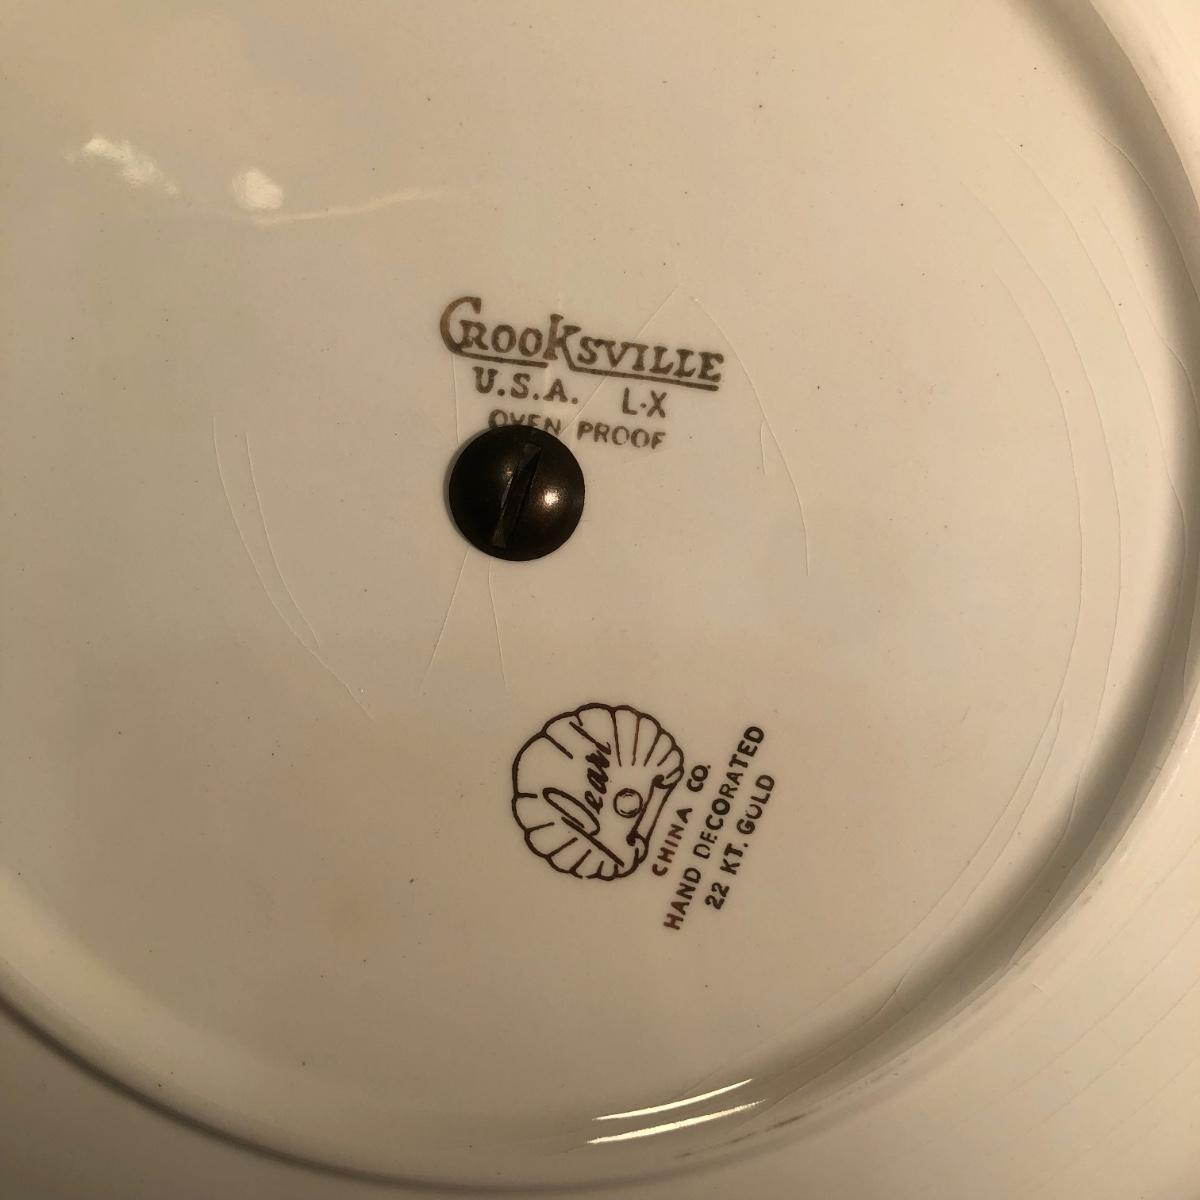 CROOKSVILLE
U.S.A. L·X
OVEN PROOF
Pearl
CHINA CO.
HAND DECORATED
22 KT. GOLD